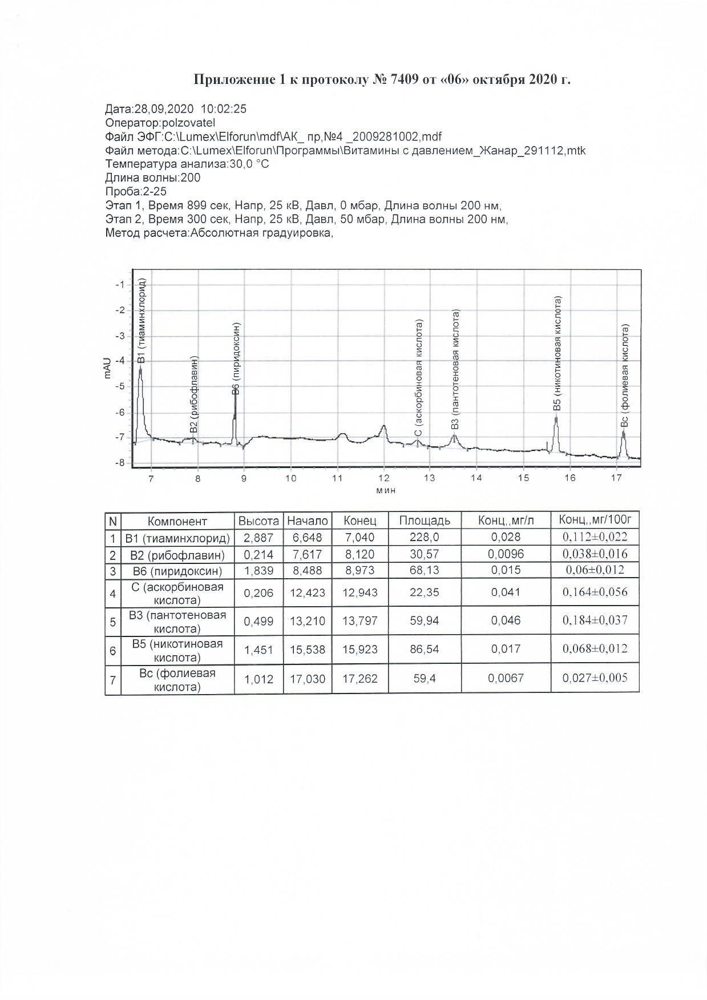 Приложение 1 к протоколу № 7409 от «06» октября 2020 г.
Дата:28,09,2020 10:02:25
Оператор:polzovatel
Файл ЭФГ:C:\Lumex\Elforun\mdf\АК_ пр,№4 _2009281002,mdf
Файл метода:C:\Lumex\Elforun\Программы\Витамины с давлением_Жанар_291112,mtk
Температура анализа:30,0 °C
Длина волны:200
Проба:2-25
Этап 1, Время 899 сек, Напр, 25 кВ, Давл, 0 мбар, Длина волны 200 нм,
Этап 2, Время 300 сек, Напр, 25 кВ, Давл, 50 мбар, Длина волны 200 нм,
Метод расчета:Абсолютная градуировка,
mAU
-1
-2
-3
-4
-5
-6
-7
-8
B1 (тиаминхлорид)
B2 (рибофлавин)
B6 (пиридоксин)
C (аскорбиновая кислота)
B3 (пантотеновая кислота)
B5 (никотиновая кислота)
Bc (фолиевая кислота)
7 8 9 10 11 12 13 14 15 16 17
мин
N Компонент Высота Начало Конец Площадь Конц,,мг/л Конц,,мг/100г
1 B1 (тиаминхлорид) 2,887 6,648 7,040 228,0 0,028 0,112±0,022
2 B2 (рибофлавин) 0,214 7,617 8,120 30,57 0,0096 0,038±0,016
3 B6 (пиридоксин) 1,839 8,488 8,973 68,13 0,015 0,06±0,012
4 C (аскорбиновая
кислота) 0,206 12,423 12,943 22,35 0,041 0,164±0,056
5 B3 (пантотеновая
кислота) 0,499 13,210 13,797 59,94 0,046 0,184±0,037
6 B5 (никотиновая
кислота) 1,451 15,538 15,923 86,54 0,017 0,068±0,012
7 Bc (фолиевая
кислота) 1,012 17,030 17,262 59,4 0,0067 0,027±0,005